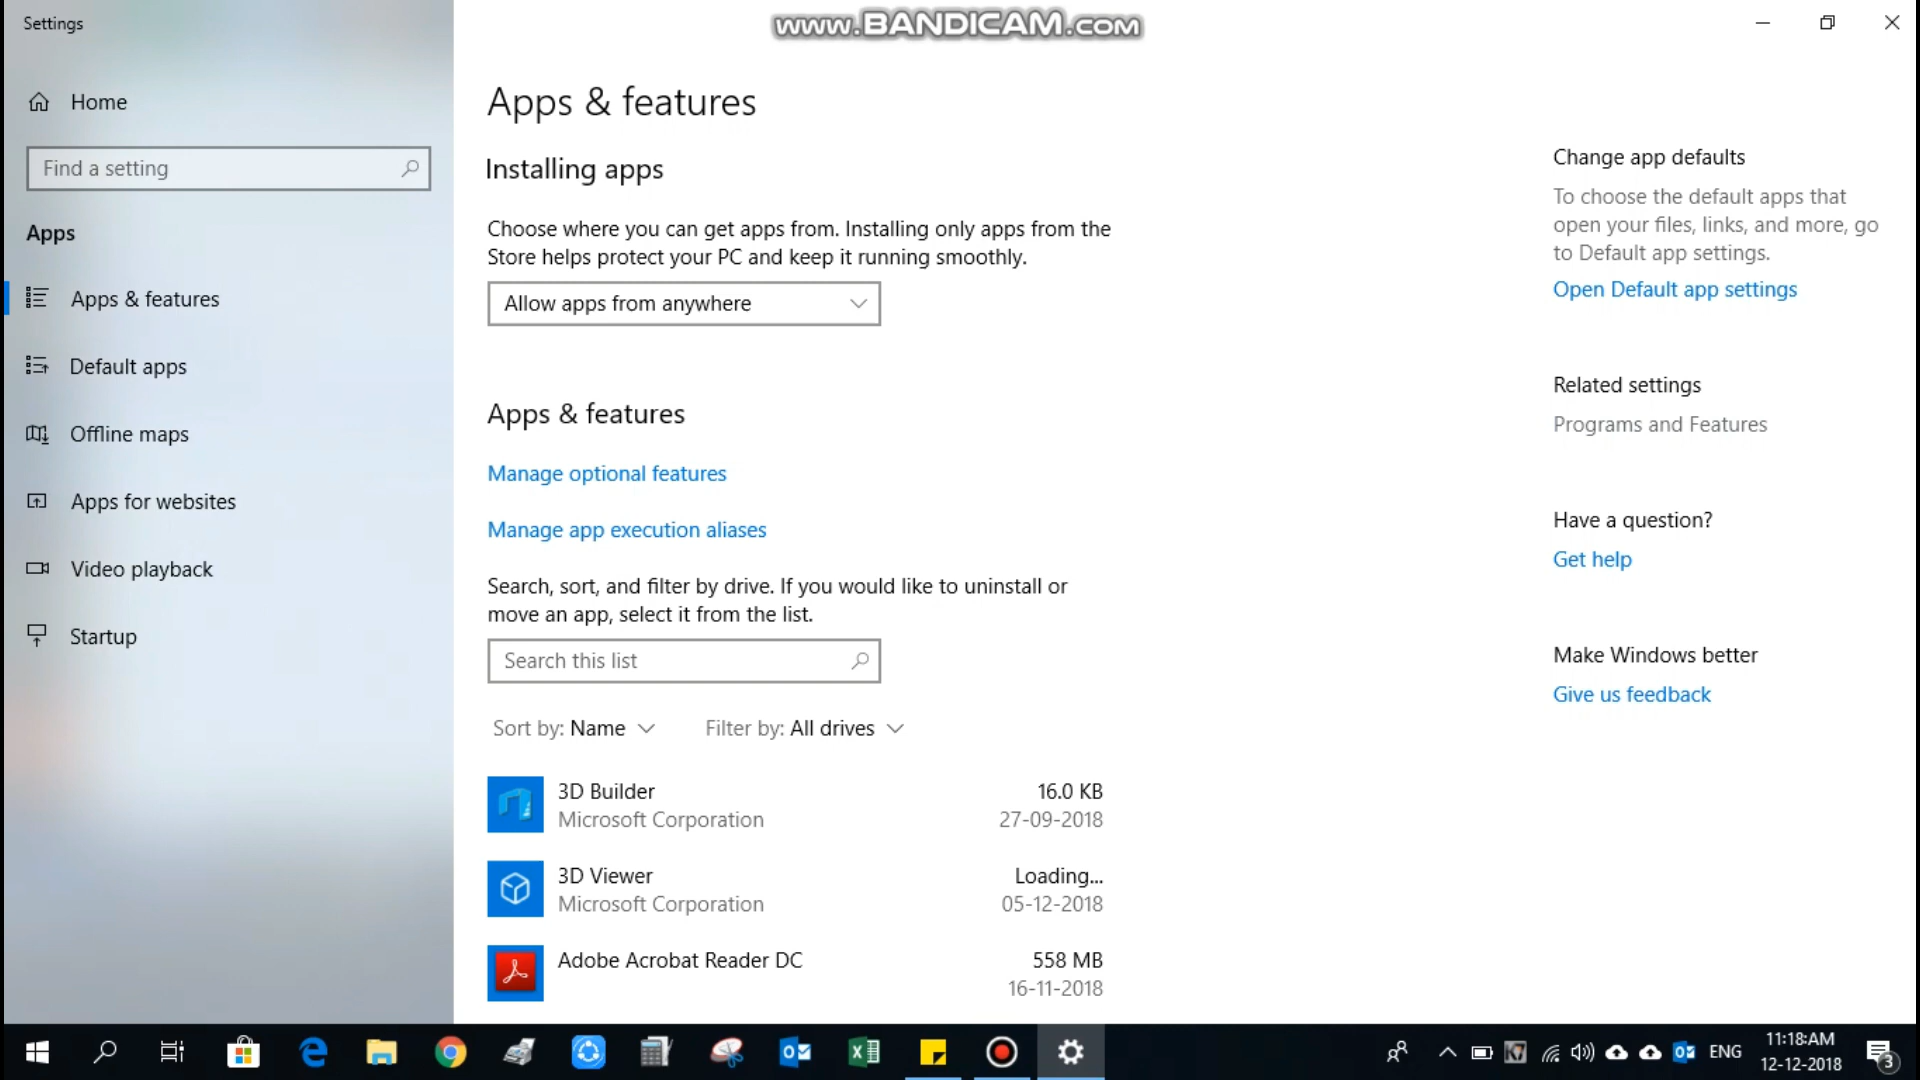 Settings
www.BANDICAM.com
Home
Find a setting
Apps
Apps & features
Default apps
Offline maps
Apps for websites
Video playback
Startup
Apps & features
Installing apps
Choose where you can get apps from. Installing only apps from the
Store helps protect your PC and keep it running smoothly.
Allow apps from anywhere
Apps & features
Manage optional features
Manage app execution aliases
Search, sort, and filter by drive. If you would like to uninstall or
move an app, select it from the list.
Search this list
Sort by: Name
Filter by: All drives
3D Builder
16.0 KB
Microsoft Corporation
27-09-2018
3D Viewer
Loading...
Microsoft Corporation
05-12-2018
Adobe Acrobat Reader DC
558 MB
16-11-2018
Change app defaults
To choose the default apps that
open your files, links, and more, go
to Default app settings.
Open Default app settings
Related settings
Programs and Features
Have a question?
Get help
Make Windows better
Give us feedback
ENG
11:18:AM
12-12-2018
3